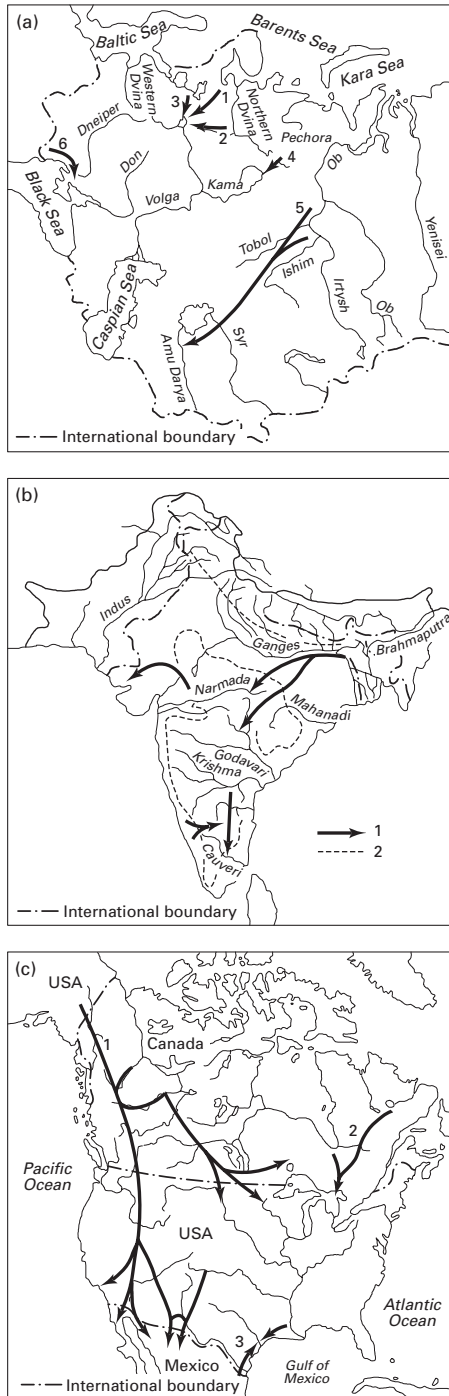 (a)
Baltic Sea
Barents Sea
Kara Sea
Western
Dvina
3
1
2
Northern
Dvina
Dneiper
6
Don
Pechora
4
Ob
Black Sea
Volga
Kama
5
Yenisei
Tobol
Ishim
Irtysh
Caspian Sea
Ob
Amu Darya
Syr
International boundary
(b)
Indus
Ganges
Brahmaputra
Narmada
Mahanadi
Godavari
Krishma
Cauveri
1
2
International boundary
(c)
USA
1
Canada
2
Pacific
Ocean
USA
Atlantic
Ocean
3
Mexico
Gulf of
Mexico
International boundary